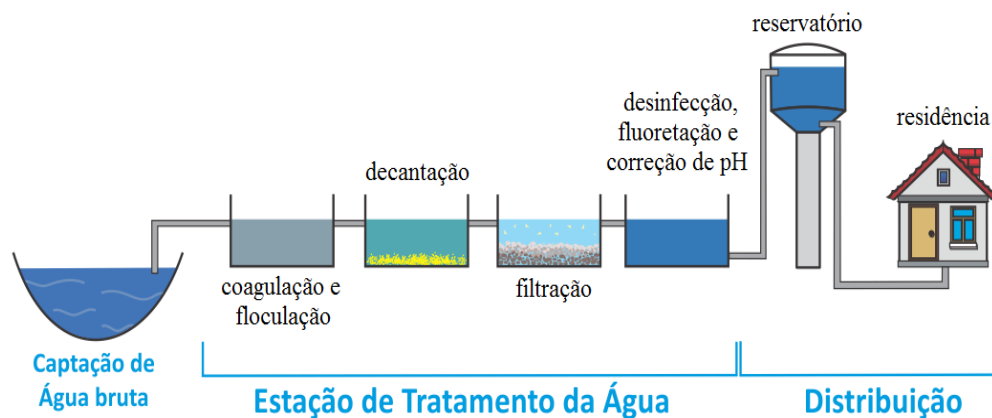 reservatório
desinfecção,
fluoretação e
correção de pH
residência
decantação
coagulação e
floculação
filtração
Captação de
Água bruta
Estação de Tratamento da Água
Distribuição